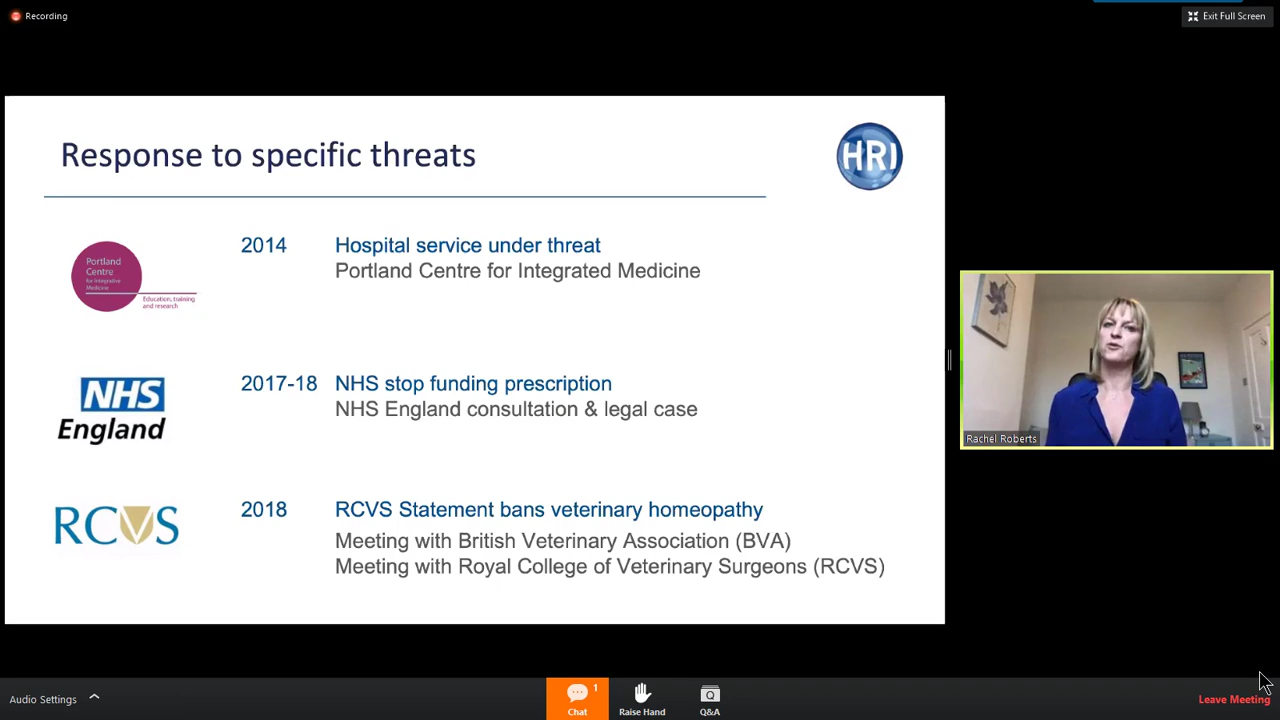 Recording
Exit Full Screen
Response to specific threats
HRI
Portland
Centre
for Integrative
Medicine
Education, training
and research
2014
Hospital service under threat
Portland Centre for Integrated Medicine
NHS
England
2017-18
NHS stop funding prescription
NHS England consultation & legal case
RCVS
2018
RCVS Statement bans veterinary homeopathy
Meeting with British Veterinary Association (BVA)
Meeting with Royal College of Veterinary Surgeons (RCVS)
Rachel Roberts
Audio Settings
1
Chat
Raise Hand
Q
Q&A
Leave Meeting